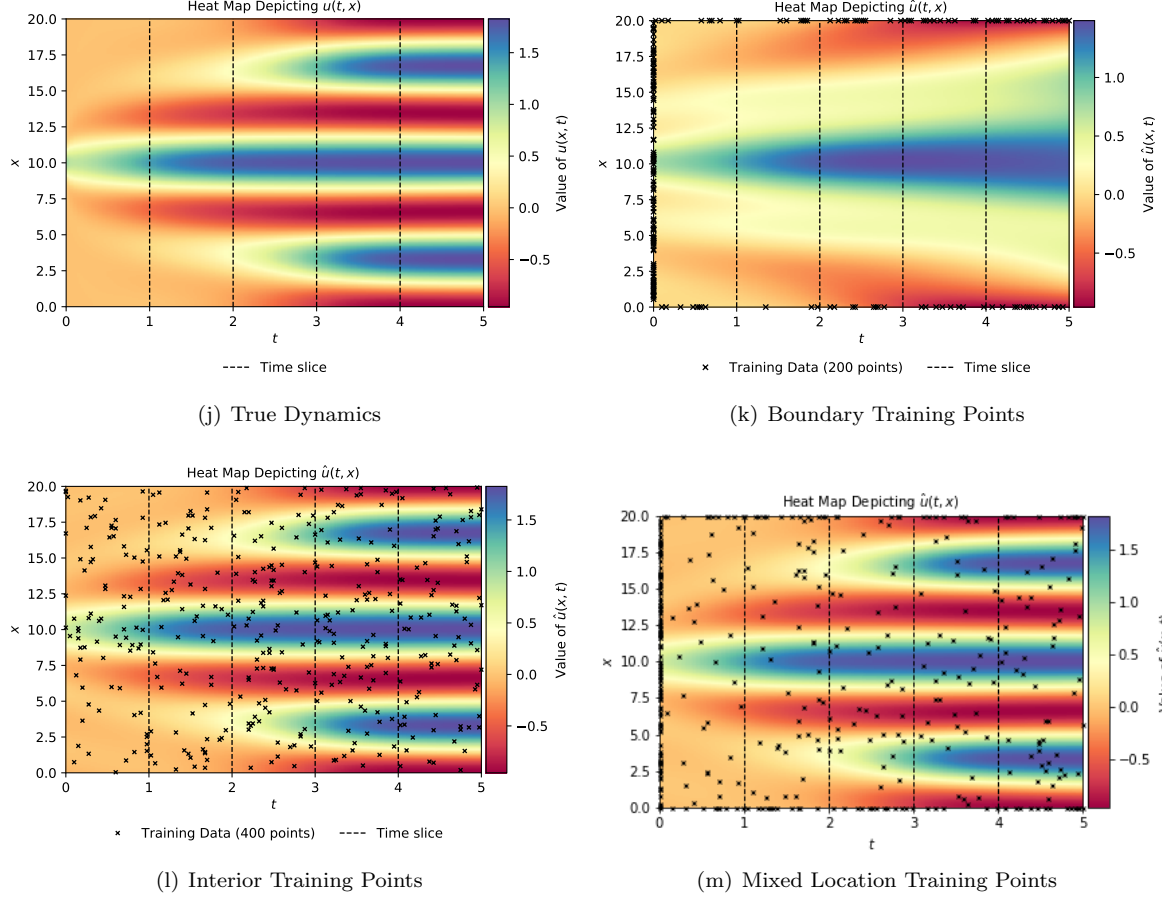 Heat Map Depicting u(t, x)
20.0
17.5
15.0
12.5
10.0
7.5
5.0
2.5
0.0
x
0 1 2 3 4 5
t
1.5
1.0
0.5
0.0
−0.5
Value of u(x, t)
Time slice
(j) True Dynamics
Heat Map Depicting û(t, x)
20.0
17.5
15.0
12.5
10.0
7.5
5.0
2.5
0.0
x
0 1 2 3 4 5
t
1.0
0.5
0.0
−0.5
Value of û(x, t)
Training Data (200 points) Time slice
(k) Boundary Training Points
Heat Map Depicting û(t, x)
20.0
17.5
15.0
12.5
10.0
7.5
5.0
2.5
0.0
x
0 1 2 3 4 5
t
1.5
1.0
0.5
0.0
−0.5
Value of û(x, t)
Training Data (400 points) Time slice
(l) Interior Training Points
Heat Map Depicting û(t, x)
20.0
17.5
15.0
12.5
10.0
7.5
5.0
2.5
0.0
x
0 1 2 3 4 5
t
1.5
1.0
0.5
0.0
−0.5
(m) Mixed Location Training Points